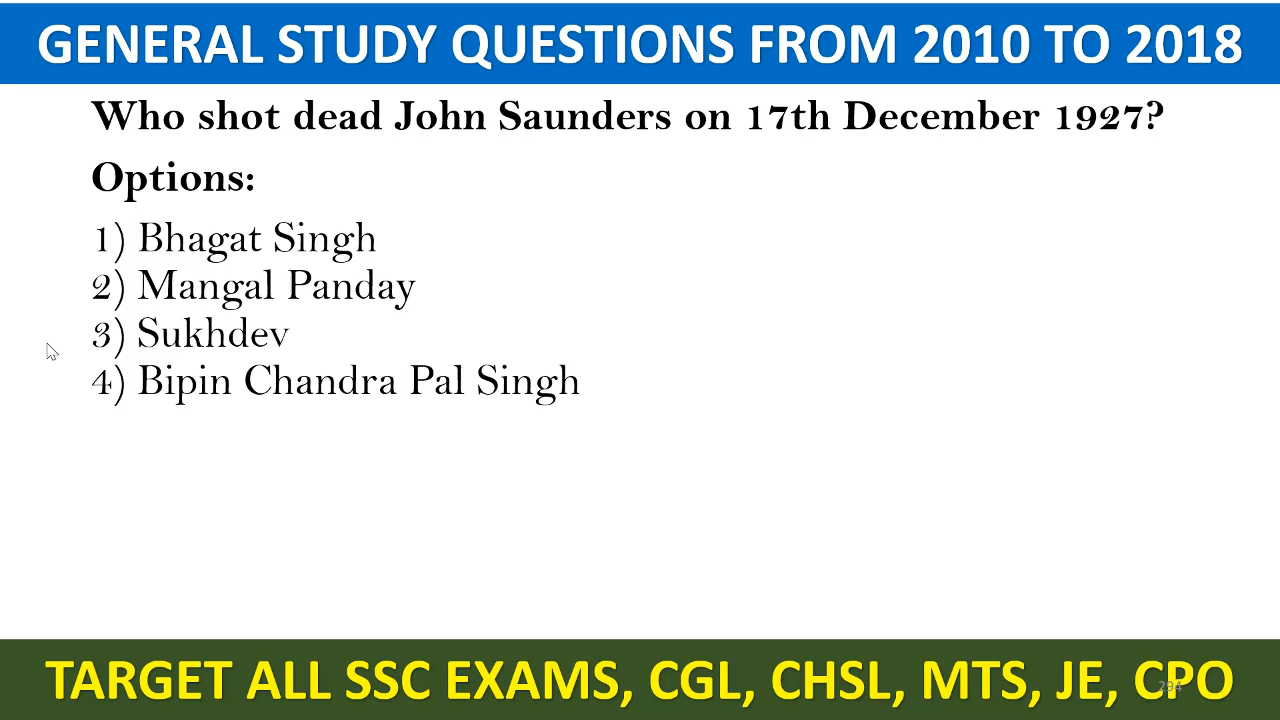 GENERAL STUDY QUESTIONS FROM 2010 TO 2018
Who shot dead John Saunders on 17th December 1927?
Options:
1) Bhagat Singh
2) Mangal Panday
3) Sukhdev
4) Bipin Chandra Pal Singh
TARGET ALL SSC EXAMS, CGL, CHSL, MTS, JE, CPO
294